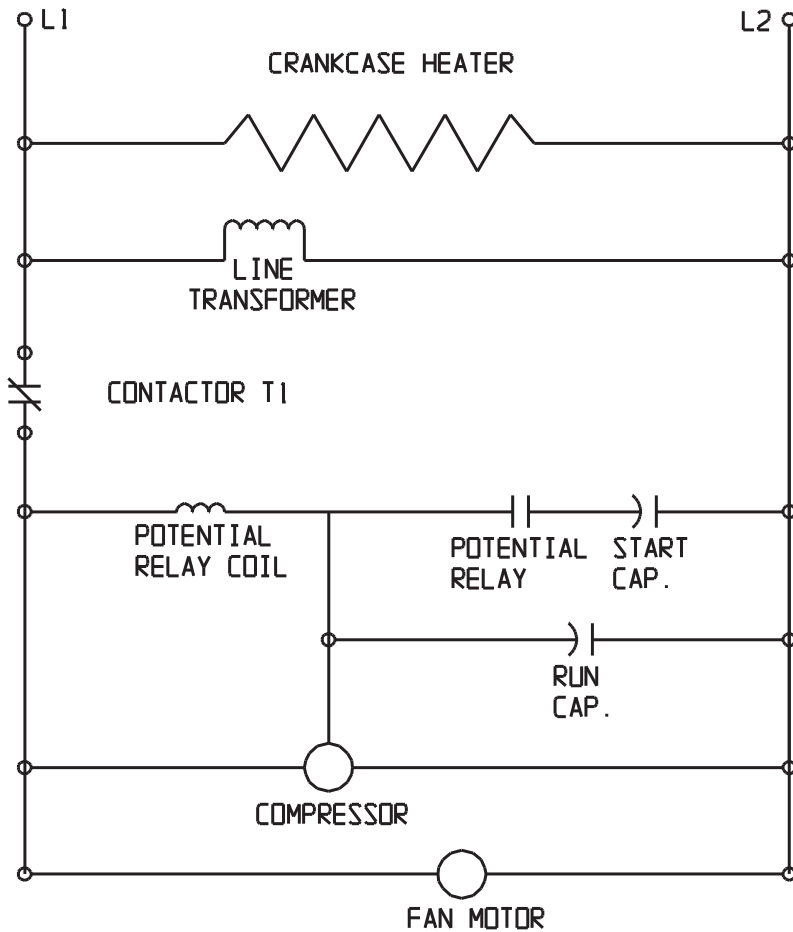 L1
L2
CRANKCASE HEATER
LINE
TRANSFORMER
CONTACTOR T1
POTENTIAL
RELAY COIL
POTENTIAL
RELAY
START
CAP.
RUN
CAP.
COMPRESSOR
FAN MOTOR